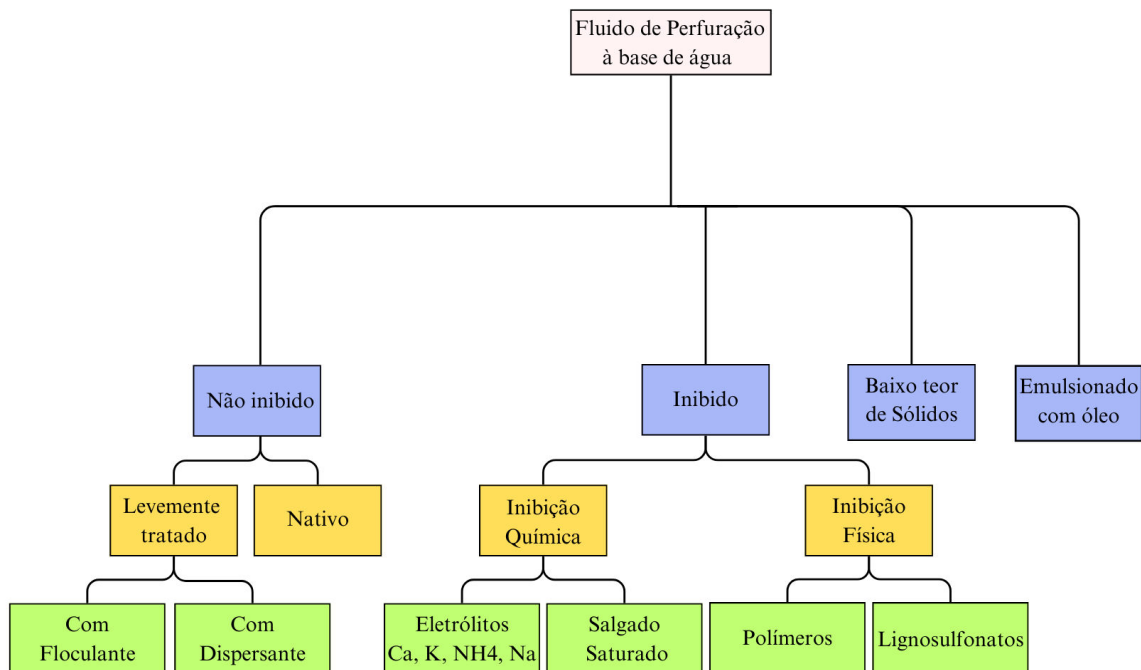 Fluido de Perfuração
à base de água
Não inibido
Inibido
Baixo teor
de Sólidos
Emulsionado
com óleo
Levemente
tratado
Nativo
Inibição
Química
Inibição
Física
Com
Floculante
Com
Dispersante
Eletrólitos
Ca, K, NH4, Na
Salgado
Saturado
Polímeros
Lignosulfonatos